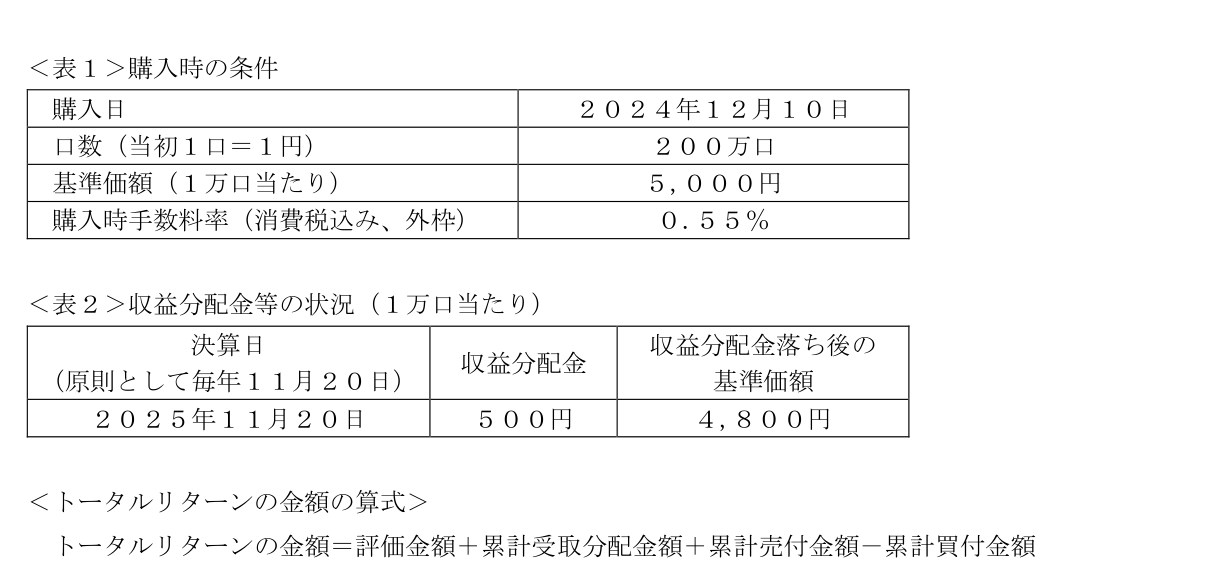 ＜表１＞購入時の条件
購入日 ２０２４年１２月１０日
口数（当初１口＝１円） ２００万口
基準価額（１万口当たり） ５,０００円
購入時手数料率（消費税込み、外枠） ０.５５％
＜表２＞収益分配金等の状況（１万口当たり）
決算日
（原則として毎年１１月２０日）
収益分配金
収益分配金落ち後の
基準価額
２０２５年１１月２０日 ５００円 ４,８００円
＜トータルリターンの金額の算式＞
トータルリターンの金額＝評価金額＋累計受取分配金額＋累計売付金額－累計買付金額